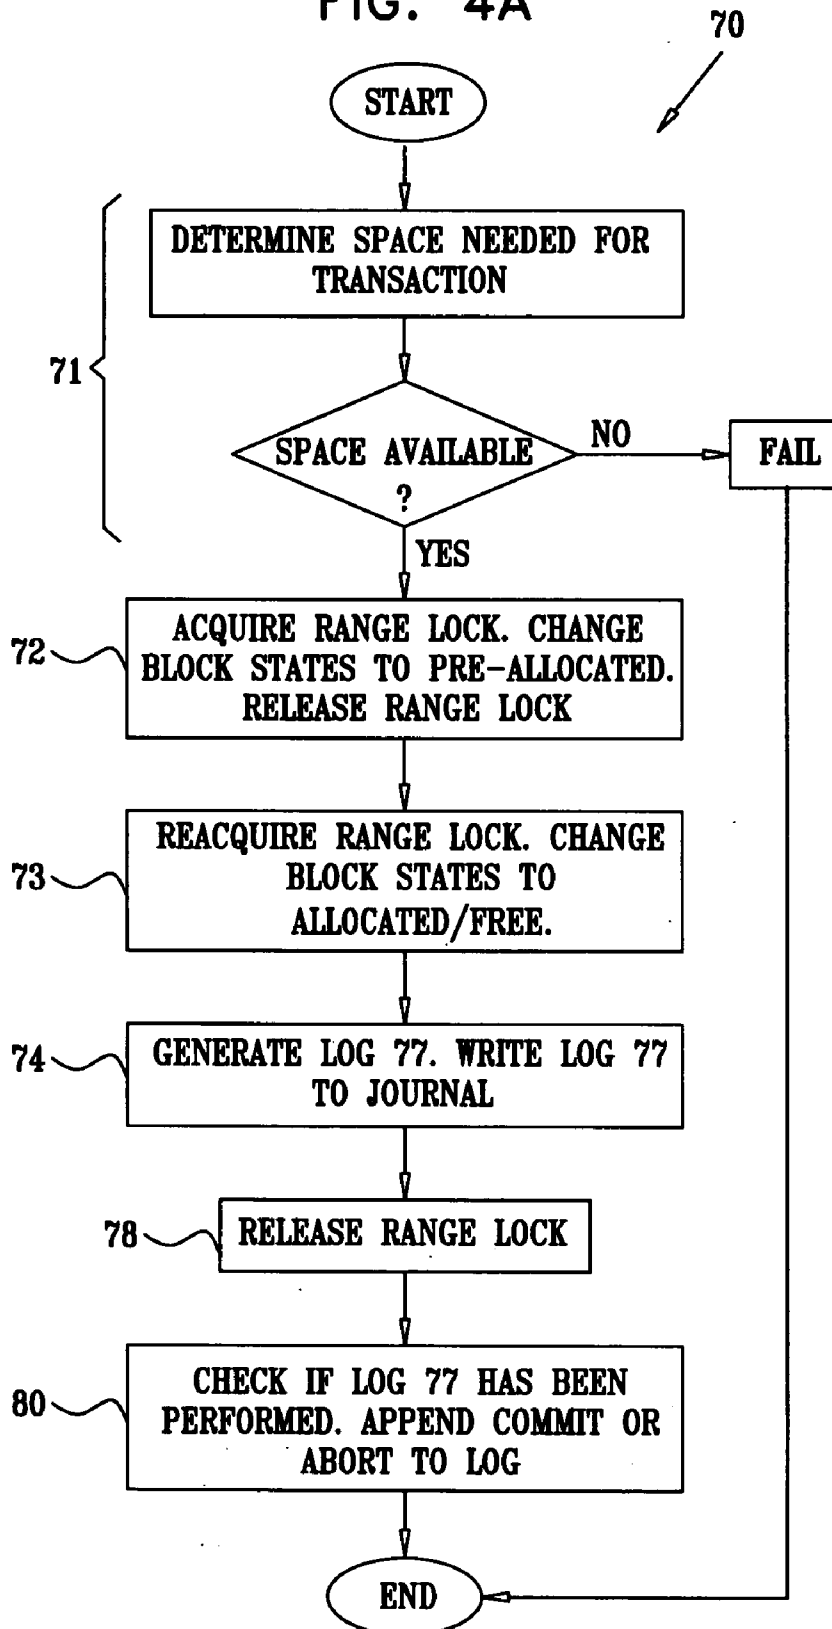 FIG. 4A
70
START
DETERMINE SPACE NEEDED FOR
TRANSACTION
71
SPACE AVAILABLE
?
NO
FAIL
YES
72
ACQUIRE RANGE LOCK. CHANGE
BLOCK STATES TO PRE-ALLOCATED.
RELEASE RANGE LOCK
73
REACQUIRE RANGE LOCK. CHANGE
BLOCK STATES TO
ALLOCATED/FREE.
74
GENERATE LOG 77. WRITE LOG 77
TO JOURNAL
78
RELEASE RANGE LOCK
80
CHECK IF LOG 77 HAS BEEN
PERFORMED. APPEND COMMIT OR
ABORT TO LOG
END